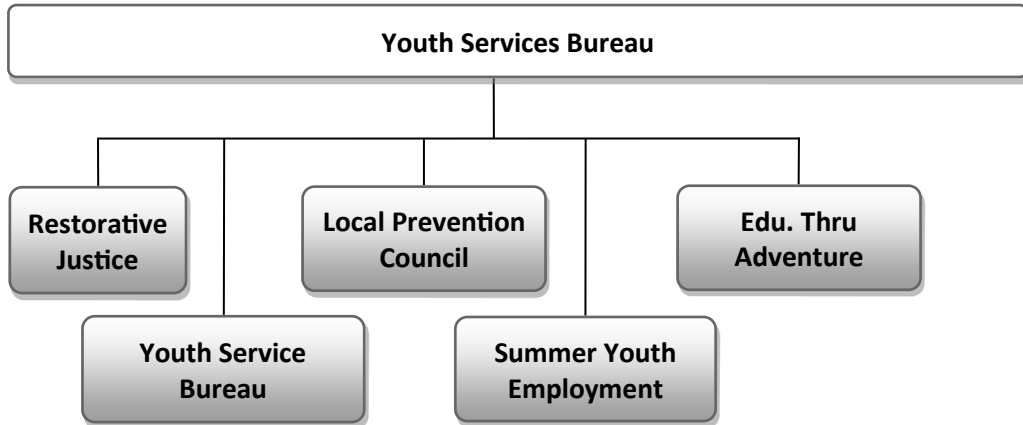 Youth Services Bureau
Restorative
Justice
Local Prevention
Council
Edu. Thru
Adventure
Youth Service
Bureau
Summer Youth
Employment